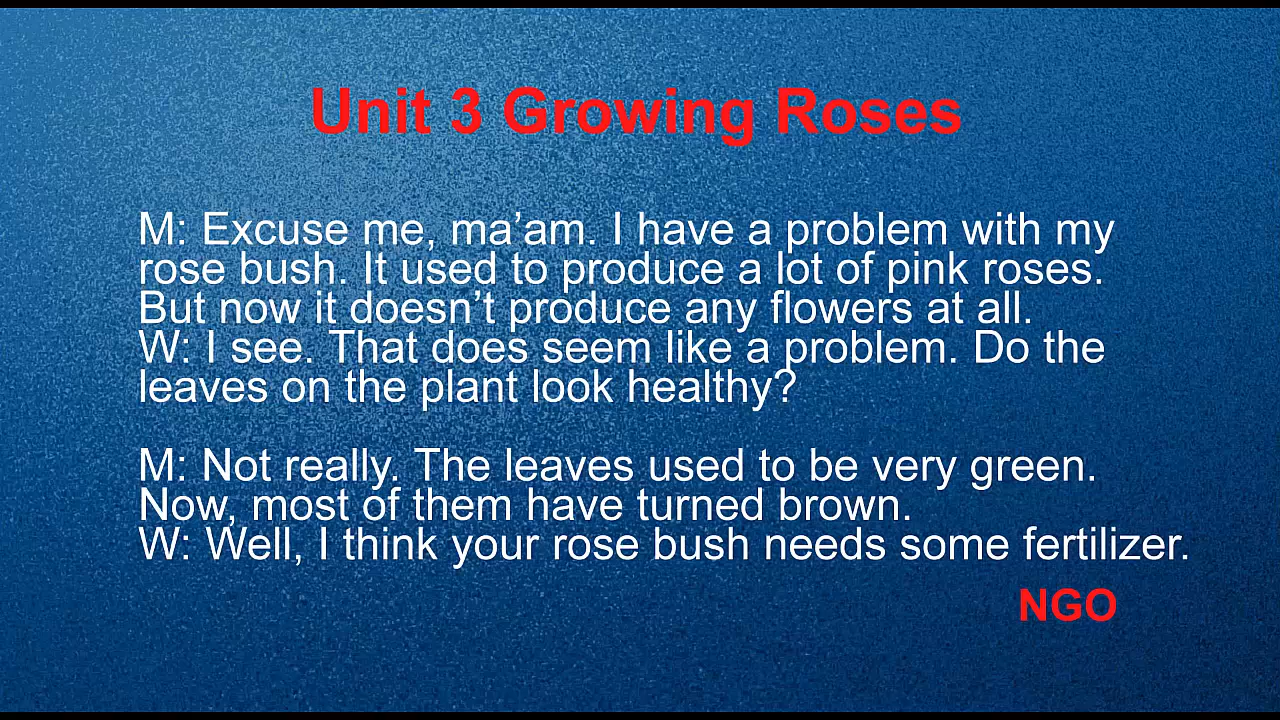 Unit 3 Growing Roses
M: Excuse me, ma’am. I have a problem with my
rose bush. It used to produce a lot of pink roses.
But now it doesn’t produce any flowers at all.
W: I see. That does seem like a problem. Do the
leaves on the plant look healthy?
M: Not really. The leaves used to be very green.
Now, most of them have turned brown.
W: Well, I think your rose bush needs some fertilizer.
NGO